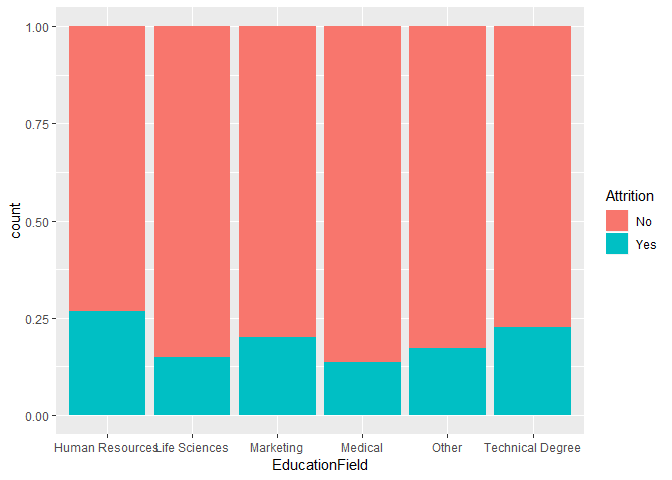 1.00
0.75
0.50
0.25
0.00
count
Human Resources
Life Sciences
Marketing
Medical
Other
Technical Degree
EducationField
Attrition
No
Yes